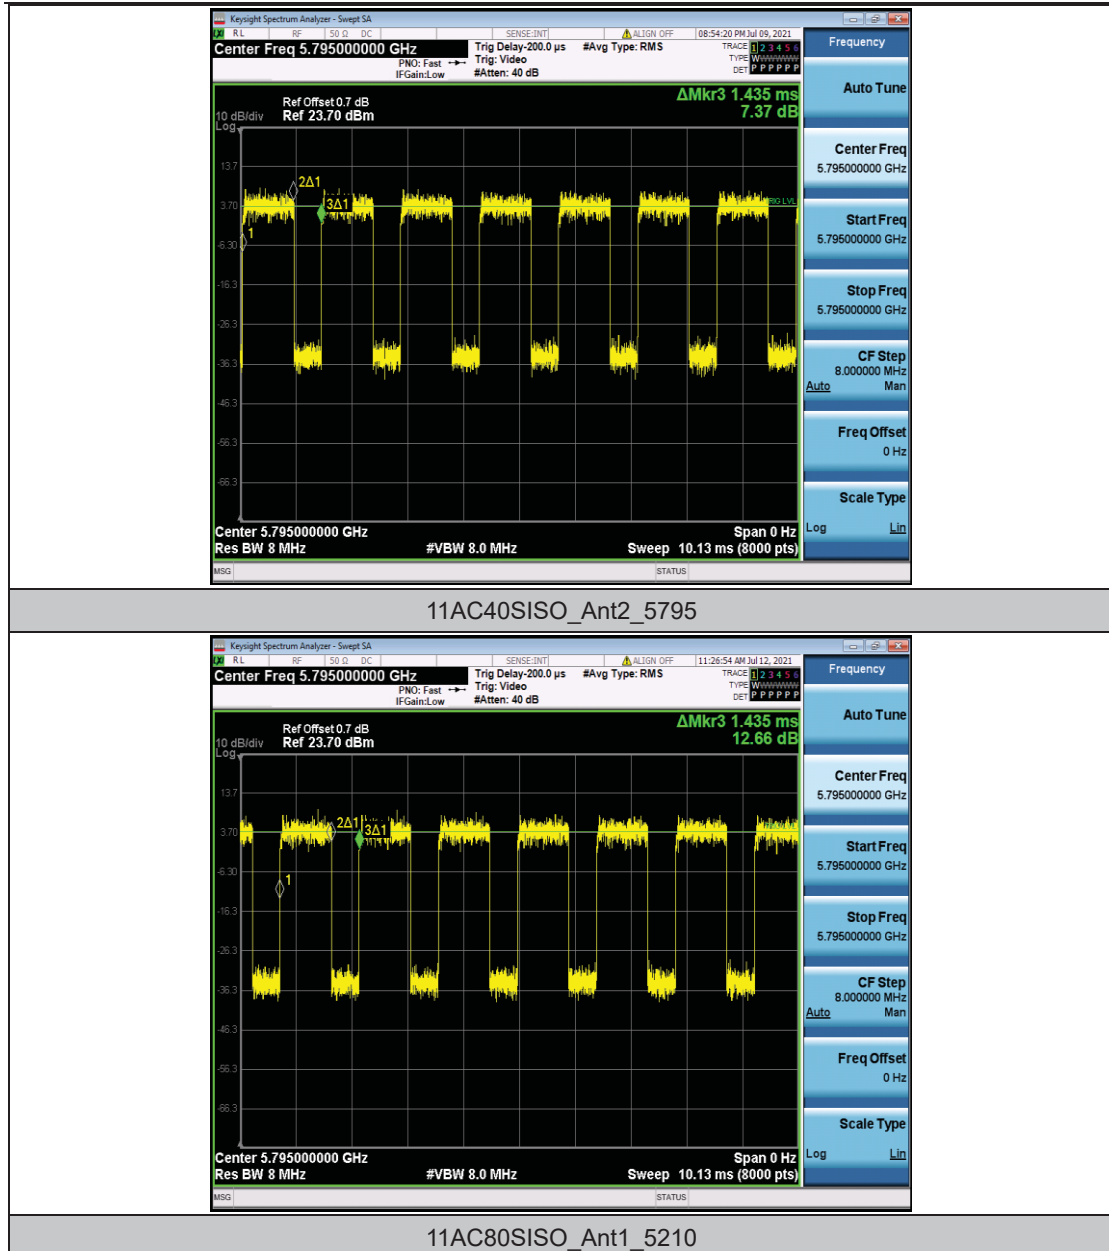 Keysight Spectrum Analyzer - Swept SA
LXI RL RF 50 Ω DC SENSE:INT ALIGN OFF 08:54:20 PM Jul 09, 2021
Center Freq 5.795000000 GHz
PNO: Fast
IFGain:Low
Trig Delay-200.0 µs
Trig: Video
#Atten: 40 dB
#Avg Type: RMS
TRACE 1 2 3 4 5 6
TYPE WWWWWWW
DET P P P P P P
Frequency
Auto Tune
ΔMkr3 1.435 ms
7.37 dB
Ref Offset 0.7 dB
10 dB/div Ref 23.70 dBm
Log
13.7
3.70
-6.30
-16.3
-26.3
-36.3
-46.3
-56.3
-66.3
1
2Δ1
3Δ1
TRIG LVL
Center Freq
5.795000000 GHz
Start Freq
5.795000000 GHz
Stop Freq
5.795000000 GHz
CF Step
8.000000 MHz
Auto Man
Freq Offset
0 Hz
Scale Type
Log Lin
Center 5.795000000 GHz Span 0 Hz
Res BW 8 MHz #VBW 8.0 MHz Sweep 10.13 ms (8000 pts)
MSG STATUS
11AC40SISO_Ant2_5795
Keysight Spectrum Analyzer - Swept SA
LXI RL RF 50 Ω DC SENSE:INT ALIGN OFF 11:26:54 AM Jul 12, 2021
Center Freq 5.795000000 GHz
PNO: Fast
IFGain:Low
Trig Delay-200.0 µs
Trig: Video
#Atten: 40 dB
#Avg Type: RMS
TRACE 1 2 3 4 5 6
TYPE WWWWWWW
DET P P P P P P
Frequency
Auto Tune
ΔMkr3 1.435 ms
12.66 dB
Ref Offset 0.7 dB
10 dB/div Ref 23.70 dBm
Log
13.7
3.70
-6.30
-16.3
-26.3
-36.3
-46.3
-56.3
-66.3
1
2Δ1
3Δ1
Center Freq
5.795000000 GHz
Start Freq
5.795000000 GHz
Stop Freq
5.795000000 GHz
CF Step
8.000000 MHz
Auto Man
Freq Offset
0 Hz
Scale Type
Log Lin
Center 5.795000000 GHz Span 0 Hz
Res BW 8 MHz #VBW 8.0 MHz Sweep 10.13 ms (8000 pts)
MSG STATUS
11AC80SISO_Ant1_5210